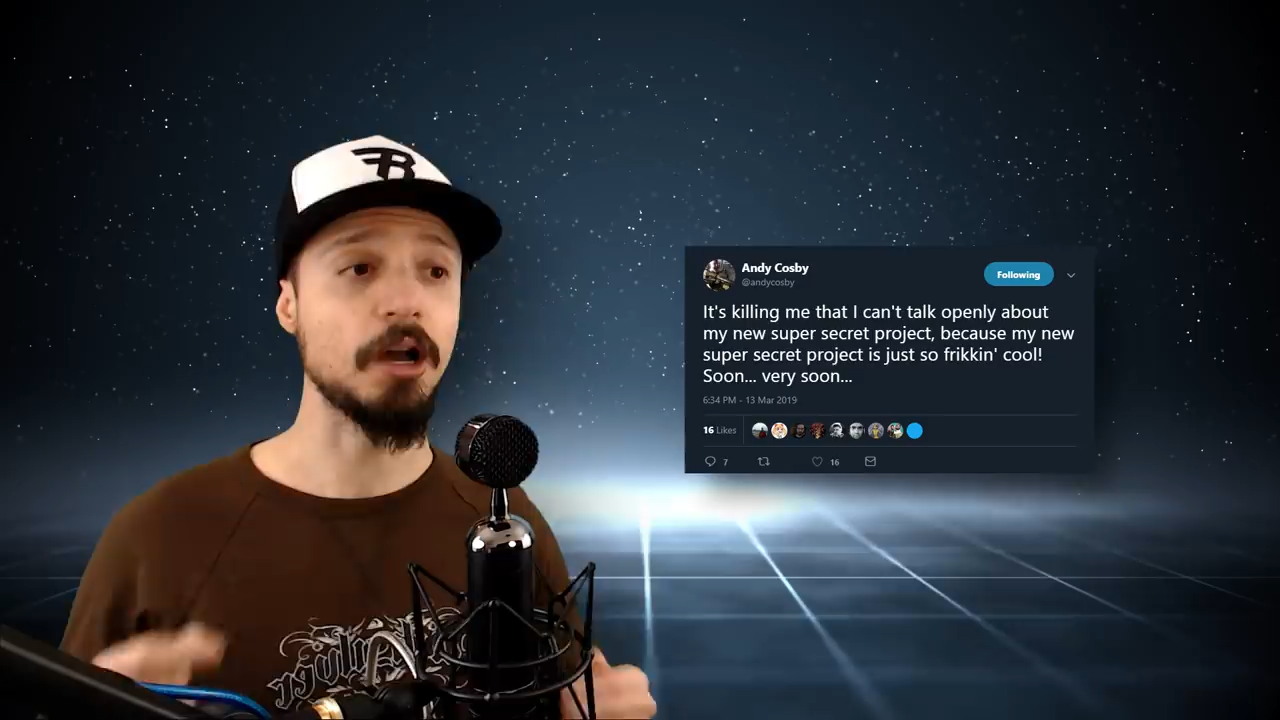 Andy Cosby
@andycosby
Following
It's killing me that I can't talk openly about
my new super secret project, because my new
super secret project is just so frikkin' cool!
Soon... very soon...
6:34 PM - 13 Mar 2019
16 Likes
7
16